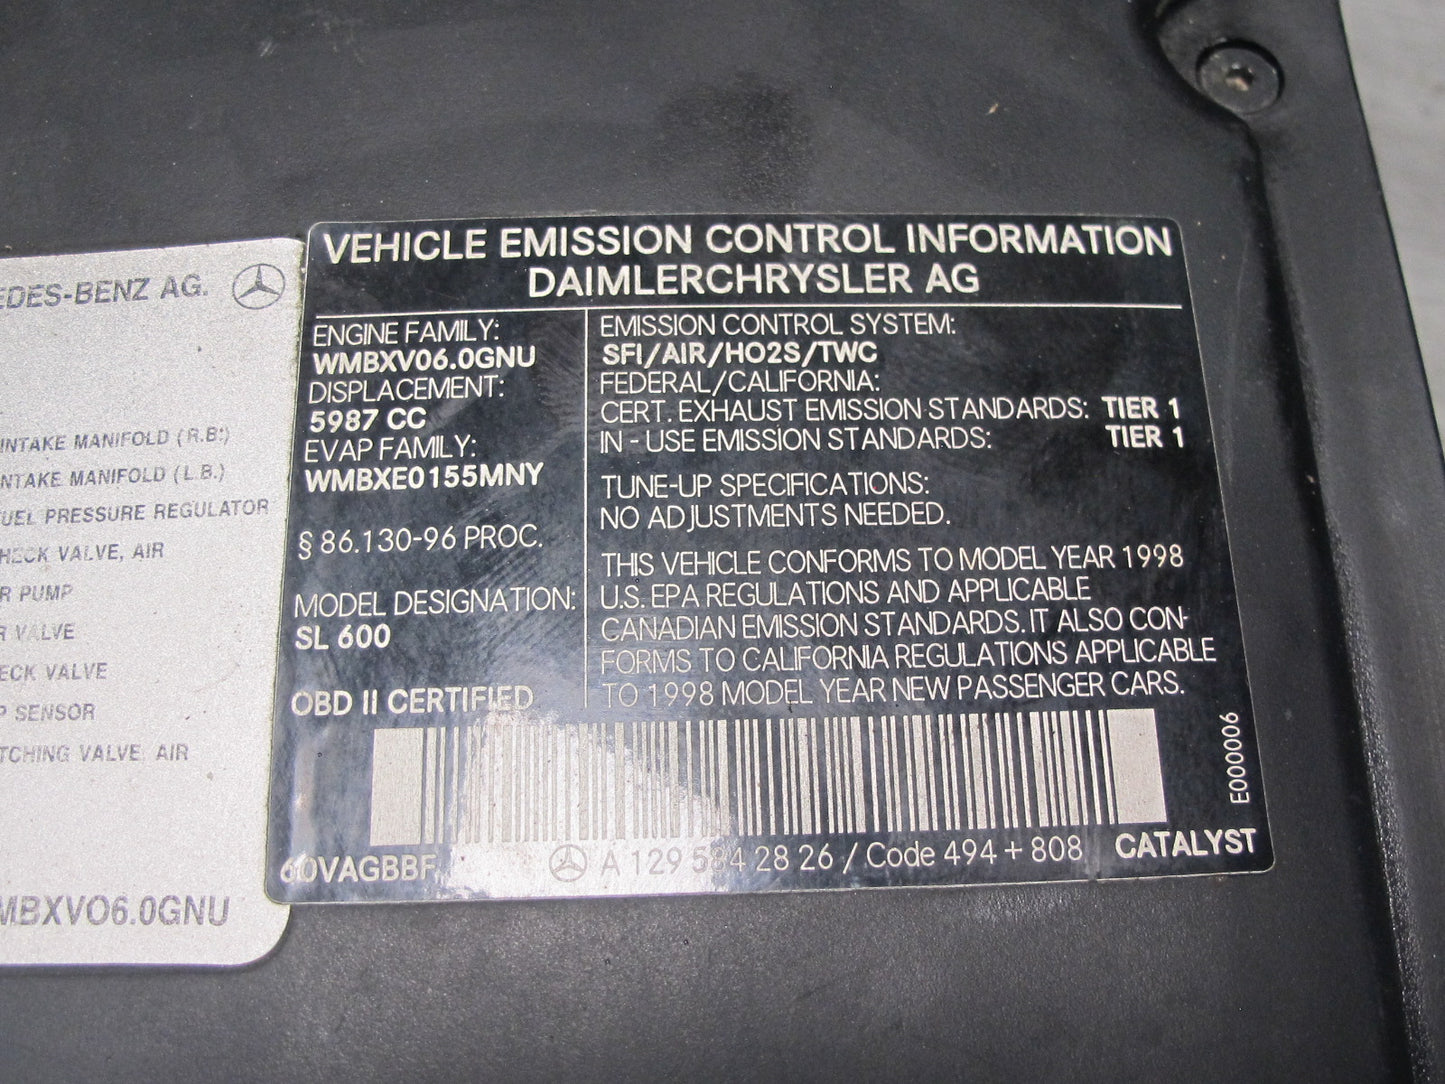 EDES-BENZ AG.
INTAKE MANIFOLD (R.B.)
NTAKE MANIFOLD (L.B.)
UEL PRESSURE REGULATOR
HECK VALVE, AIR
R PUMP
R VALVE
ECK VALVE
P SENSOR
TCHING VALVE, AIR
MBXV06.0GNU
VEHICLE EMISSION CONTROL INFORMATION
DAIMLERCHRYSLER AG
ENGINE FAMILY:
WMBXV06.0GNU
DISPLACEMENT:
5987 CC
EVAP FAMILY:
WMBXE0155MNY
§ 86.130-96 PROC.
MODEL DESIGNATION:
SL 600
OBD II CERTIFIED
EMISSION CONTROL SYSTEM:
SFI/AIR/HO2S/TWC
FEDERAL/CALIFORNIA:
CERT. EXHAUST EMISSION STANDARDS: TIER 1
IN - USE EMISSION STANDARDS: TIER 1
TUNE-UP SPECIFICATIONS:
NO ADJUSTMENTS NEEDED.
THIS VEHICLE CONFORMS TO MODEL YEAR 1998
U.S. EPA REGULATIONS AND APPLICABLE
CANADIAN EMISSION STANDARDS. IT ALSO CON-
FORMS TO CALIFORNIA REGULATIONS APPLICABLE
TO 1998 MODEL YEAR NEW PASSENGER CARS.
E000006
60VAGBBF
A 129 584 28 26 / Code 494 + 808
CATALYST